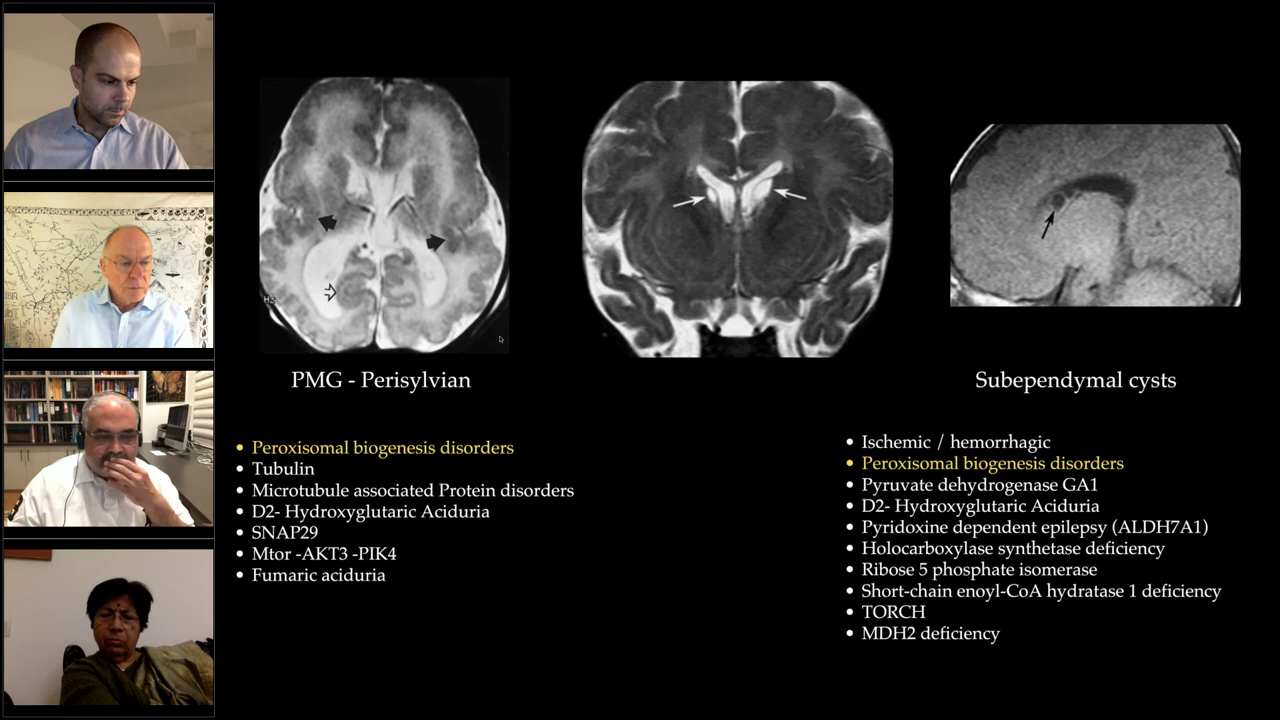 PMG - Perisylvian
• Peroxisomal biogenesis disorders
• Tubulin
• Microtubule associated Protein disorders
• D2- Hydroxyglutaric Aciduria
• SNAP29
• Mtor -AKT3 -PIK4
• Fumaric aciduria
Subependymal cysts
• Ischemic / hemorrhagic
• Peroxisomal biogenesis disorders
• Pyruvate dehydrogenase GA1
• D2- Hydroxyglutaric Aciduria
• Pyridoxine dependent epilepsy (ALDH7A1)
• Holocarboxylase synthetase deficiency
• Ribose 5 phosphate isomerase
• Short-chain enoyl-CoA hydratase 1 deficiency
• TORCH
• MDH2 deficiency